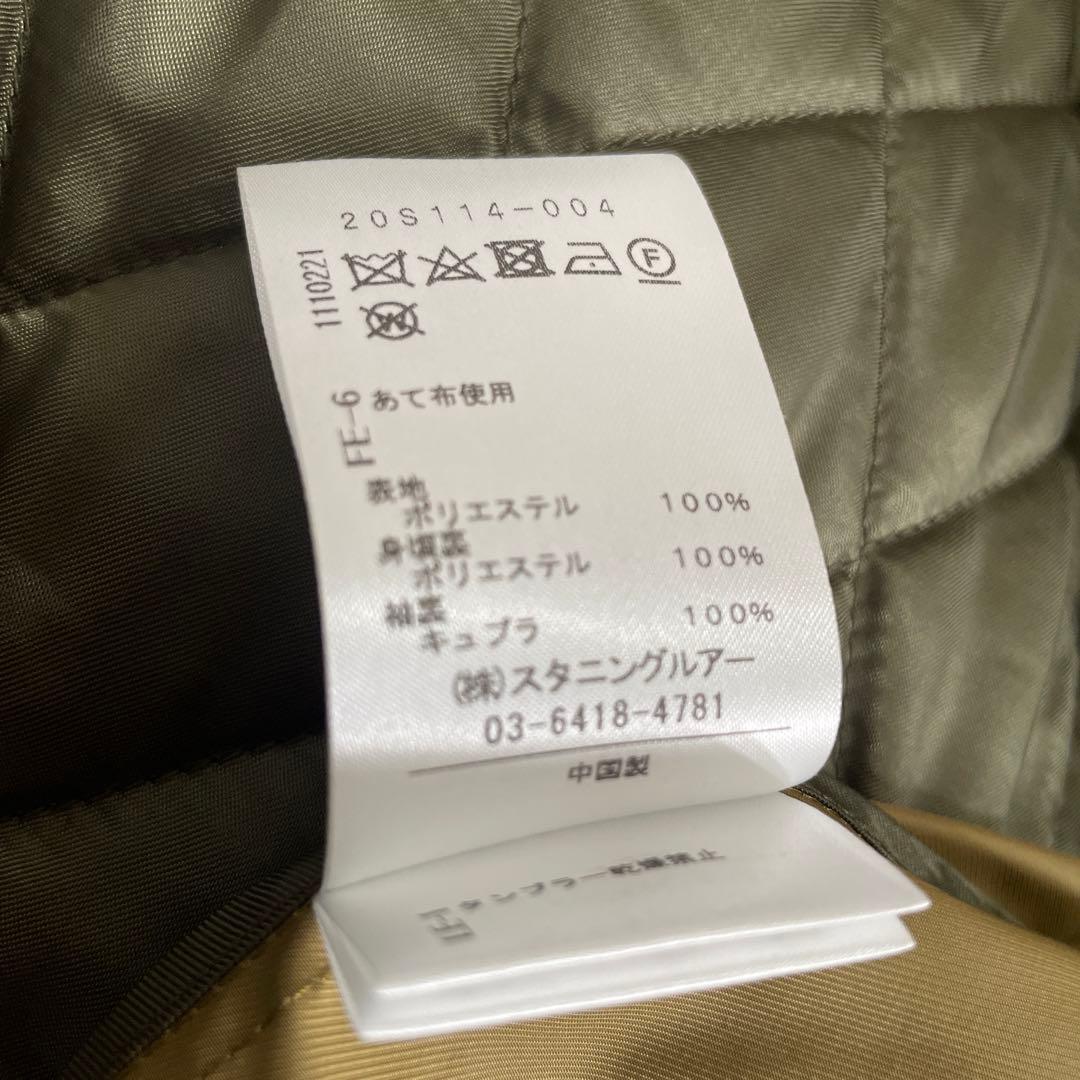 20S114-004
1110221
F
W
FE-6
あて布使用
表地
ポリエステル 100%
身頃裏
ポリエステル 100%
袖裏
キュプラ 100%
(株)スタニングルアー
03-6418-4781
中国製
タンブラー乾燥禁止